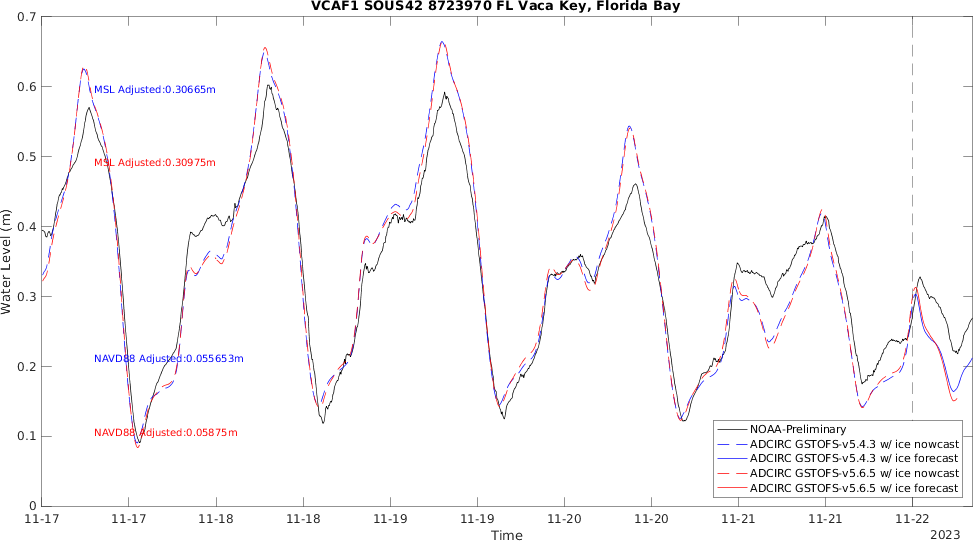 VCAF1 SOUS42 8723970 FL Vaca Key, Florida Bay
Water Level (m)
0.7
0.6
0.5
0.4
0.3
0.2
0.1
0
MSL Adjusted:0.30665m
MSL Adjusted:0.30975m
NAVD88 Adjusted:0.055653m
NAVD88 Adjusted:0.05875m
NOAA-Preliminary
ADCIRC GSTOFS-v5.4.3 w/ ice nowcast
ADCIRC GSTOFS-v5.4.3 w/ ice forecast
ADCIRC GSTOFS-v5.6.5 w/ ice nowcast
ADCIRC GSTOFS-v5.6.5 w/ ice forecast
11-17 11-17 11-18 11-18 11-19 11-19 11-20 11-20 11-21 11-21 11-22
Time
2023